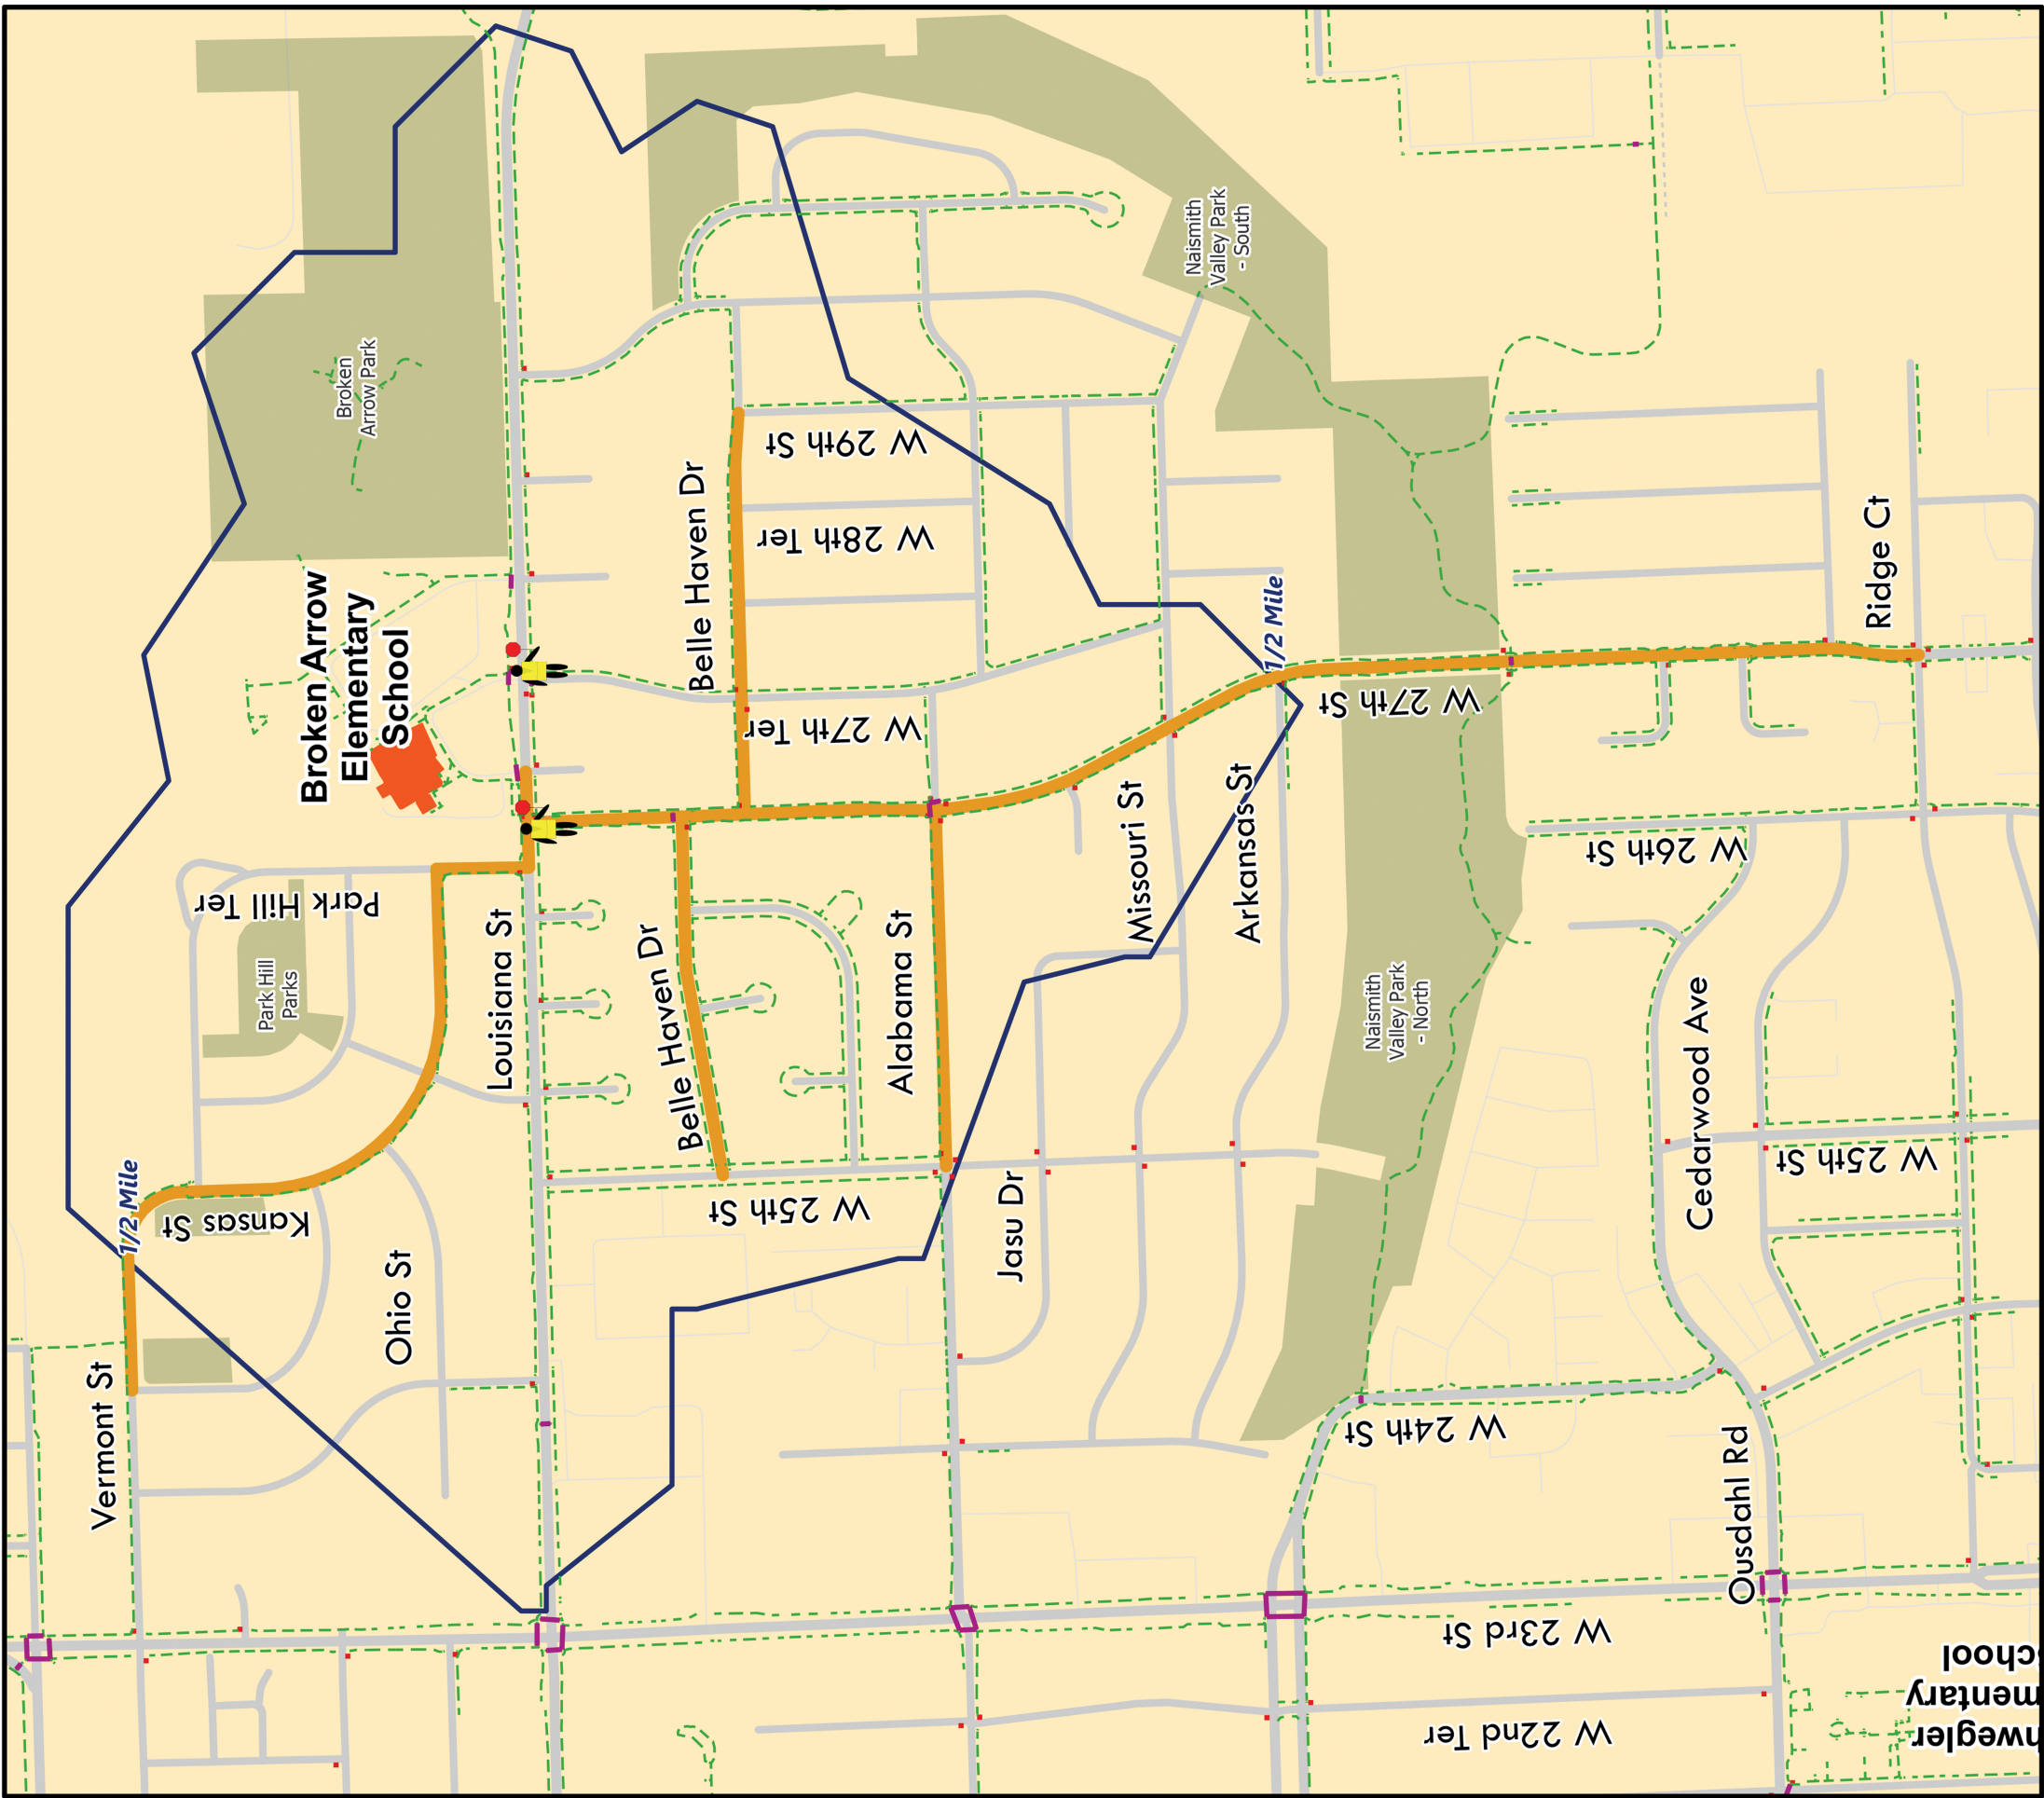 Broken
Arrow Park
Naismith
Valley Park
- South
W 29th St
Belle Haven Dr
W 28th Ter
Ridge Ct
Broken Arrow
Elementary
School
1/2 Mile
W 27th Ter
W 27th St
Missouri St
Arkansas St
W 26th St
Park Hill Ter
Park Hill
Parks
Louisiana St
Belle Haven Dr
Alabama St
Naismith
Valley Park
- North
Cedarwood Ave
1/2 Mile
Kansas St
W 25th St
Jasu Dr
W 25th St
Ohio St
Vermont St
W 24th St
Ousdahl Rd
W 23rd St
W 22nd Ter
hwegler
mentary
chool